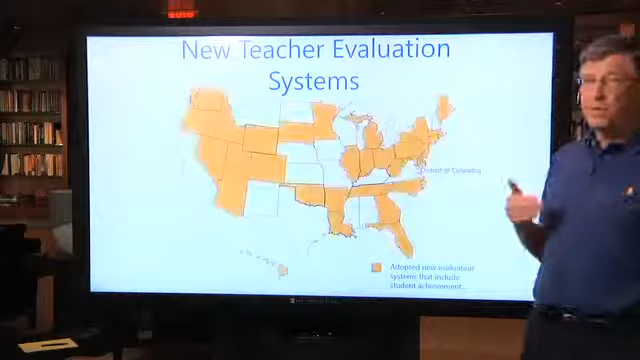 New Teacher Evaluation
Systems
District of Columbia
Adopted new evaluation
systems that include
student achievement...